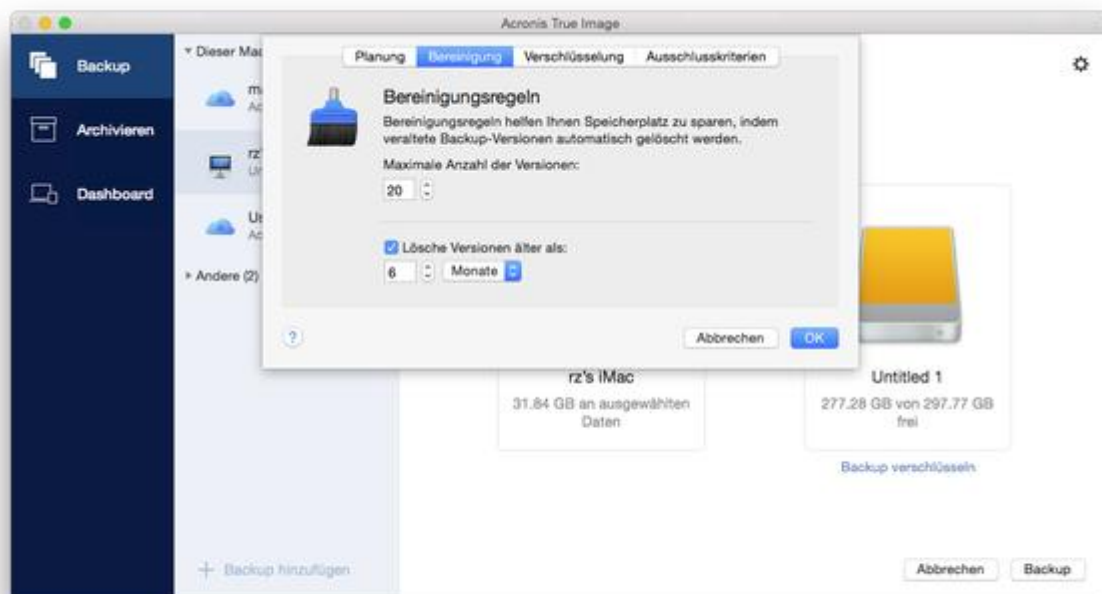 Acronis True Image
Backup
Archivieren
Dashboard
Dieser Mac
Andere (2)
Backup hinzufügen
Planung
Bereinigung
Verschlüsselung
Ausschlusskriterien
Bereinigungsregeln
Bereinigungsregeln helfen Ihnen Speicherplatz zu sparen, indem
veraltete Backup-Versionen automatisch gelöscht werden.
Maximale Anzahl der Versionen:
20
Lösche Versionen älter als:
6 Monate
?
Abbrechen
OK
rz's iMac
31.84 GB an ausgewählten
Daten
Untitled 1
277.28 GB von 297.77 GB
frei
Backup verschlüsseln
Abbrechen
Backup